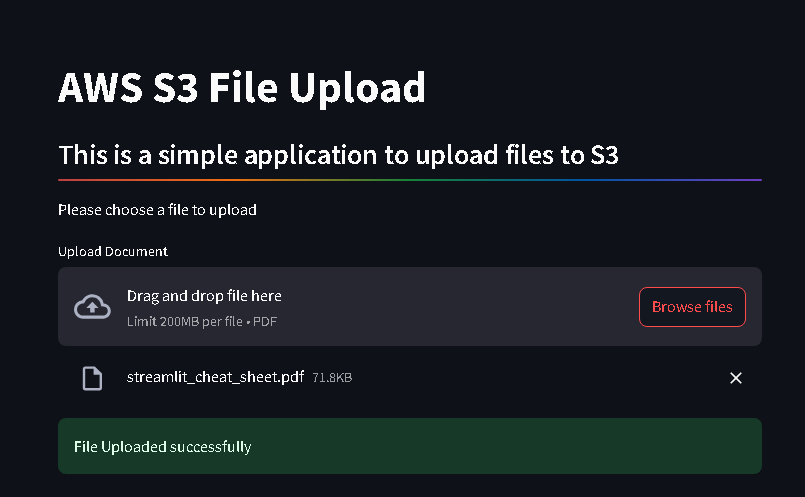 AWS S3 File Upload
This is a simple application to upload files to S3
Please choose a file to upload
Upload Document
Drag and drop file here
Browse files
Limit 200MB per file • PDF
streamlit_cheat_sheet.pdf 71.8KB
File Uploaded successfully